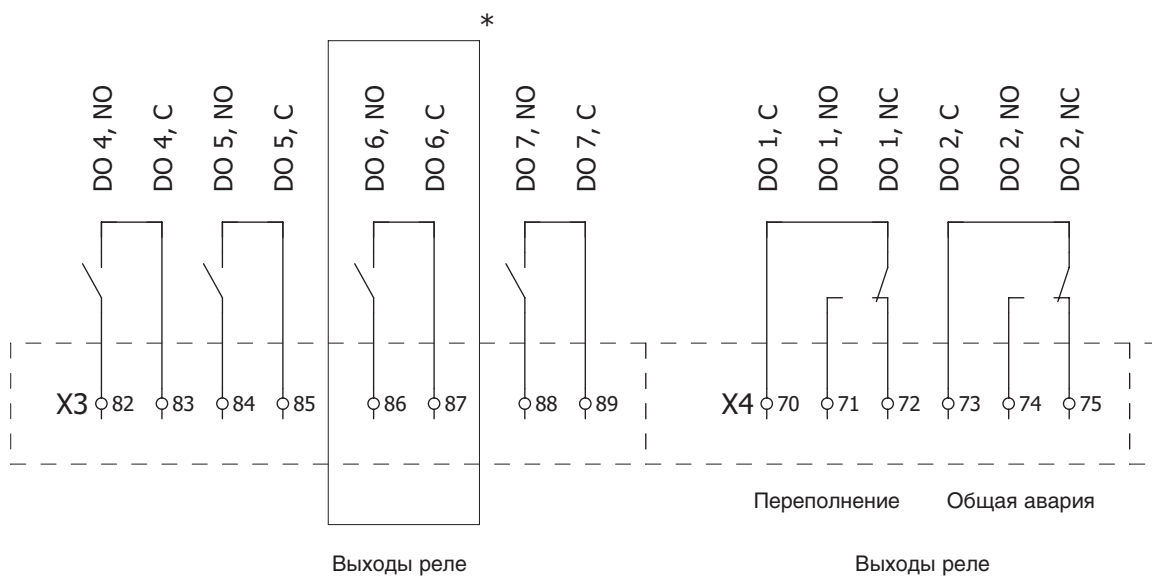 *
DO 4, NO
DO 4, C
DO 5, NO
DO 5, C
DO 6, NO
DO 6, C
DO 7, NO
DO 7, C
DO 1, C
DO 1, NO
DO 1, NC
DO 2, C
DO 2, NO
DO 2, NC
X3 82 83 84 85 86 87 88 89
X4 70 71 72 73 74 75
Переполнение Общая авария
Выходы реле Выходы реле